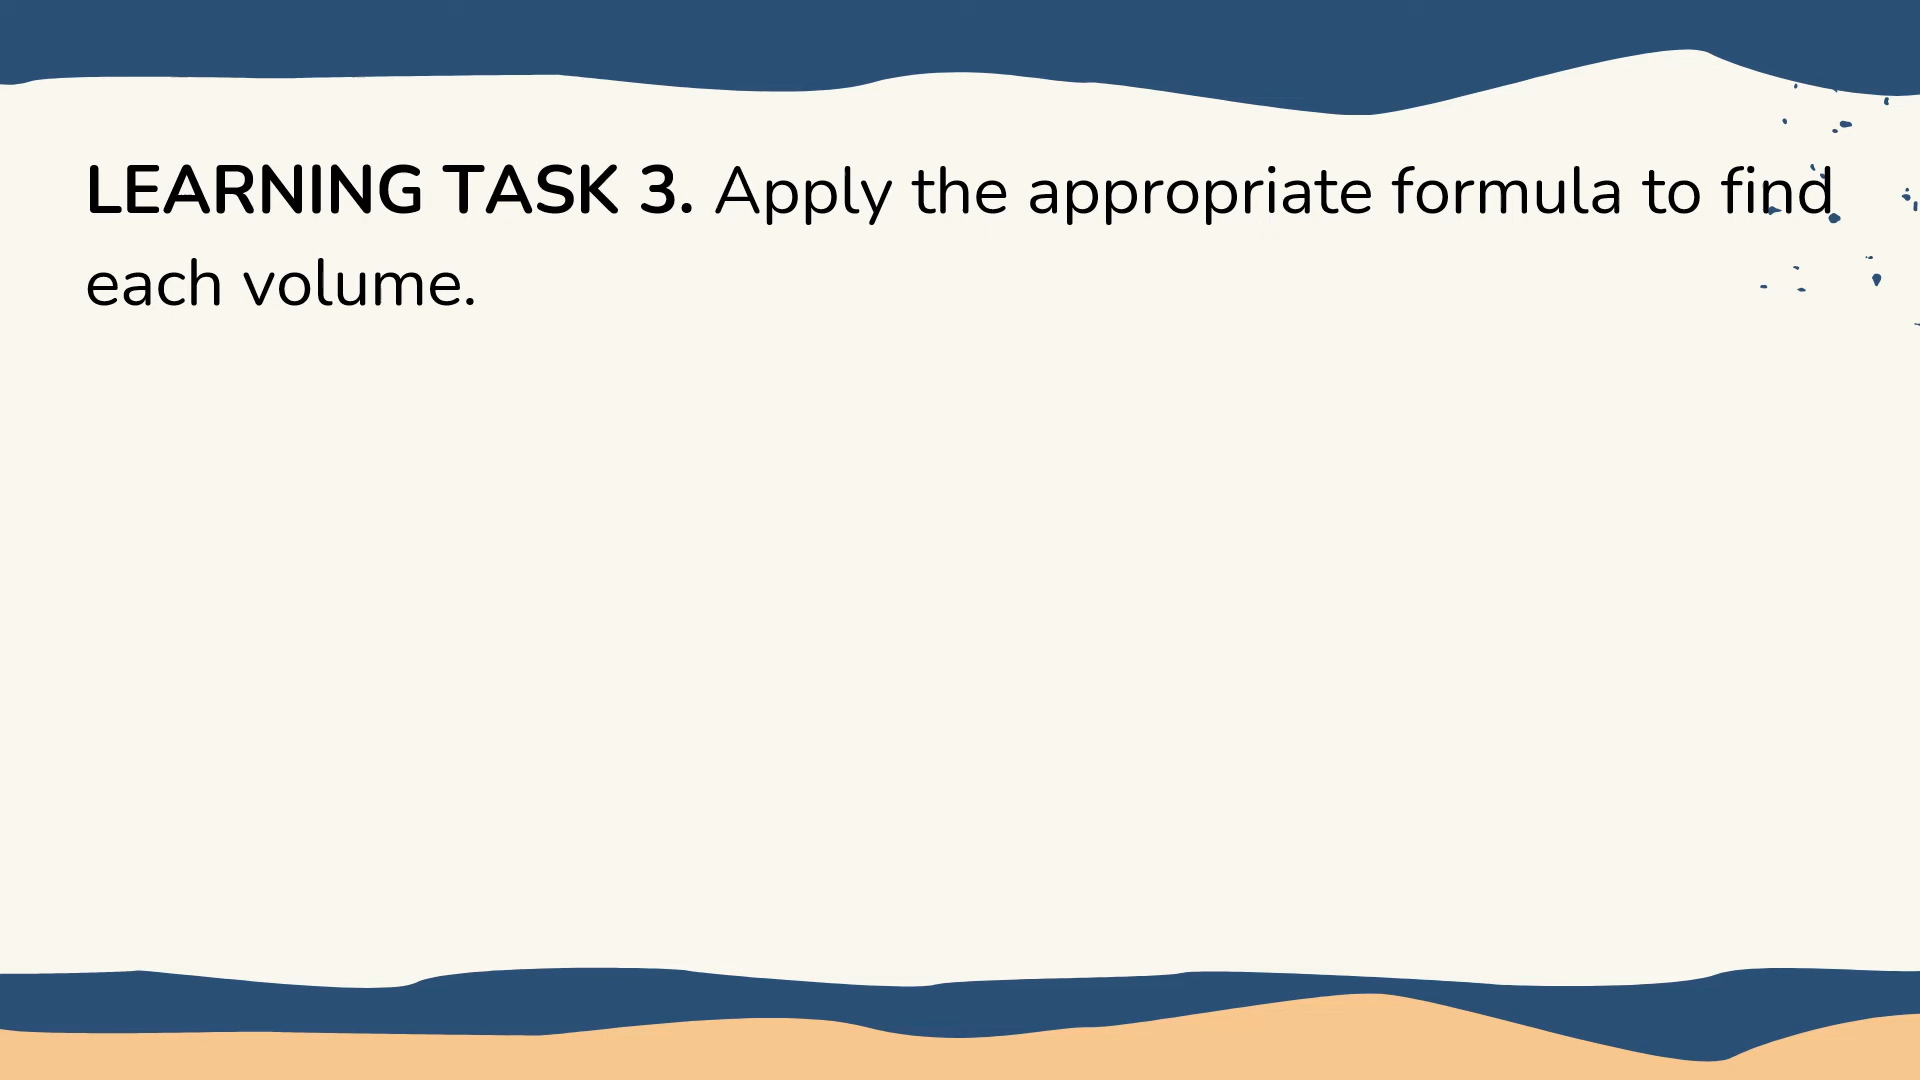 LEARNING TASK 3. Apply the appropriate formula to find
each volume.